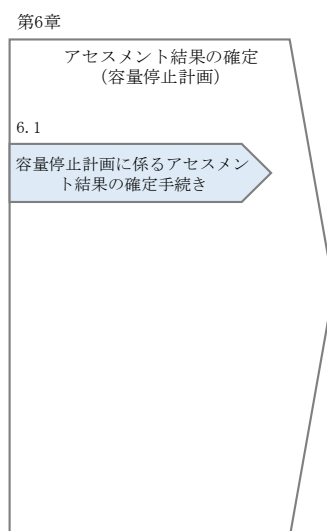 第6章
アセスメント結果の確定
（容量停止計画）
6.1
容量停止計画に係るアセスメン
ト結果の確定手続き